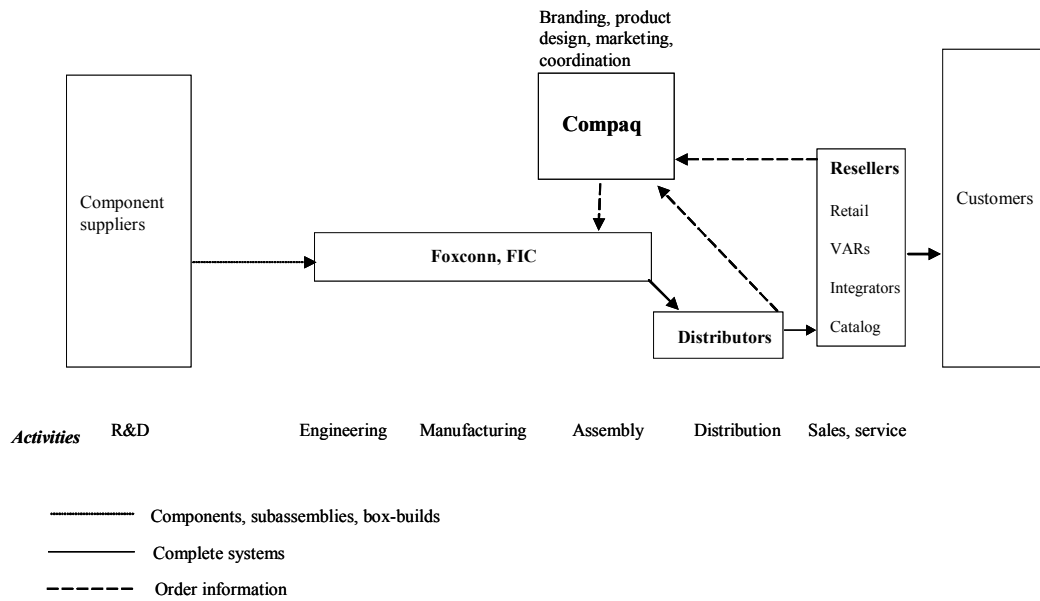 Branding, product
design, marketing,
coordination
Compaq
Component
suppliers
Foxconn, FIC
Distributors
Resellers
Retail
VARs
Integrators
Catalog
Customers
Activities R&D Engineering Manufacturing Assembly Distribution Sales, service
Components, subassemblies, box-builds
Complete systems
Order information